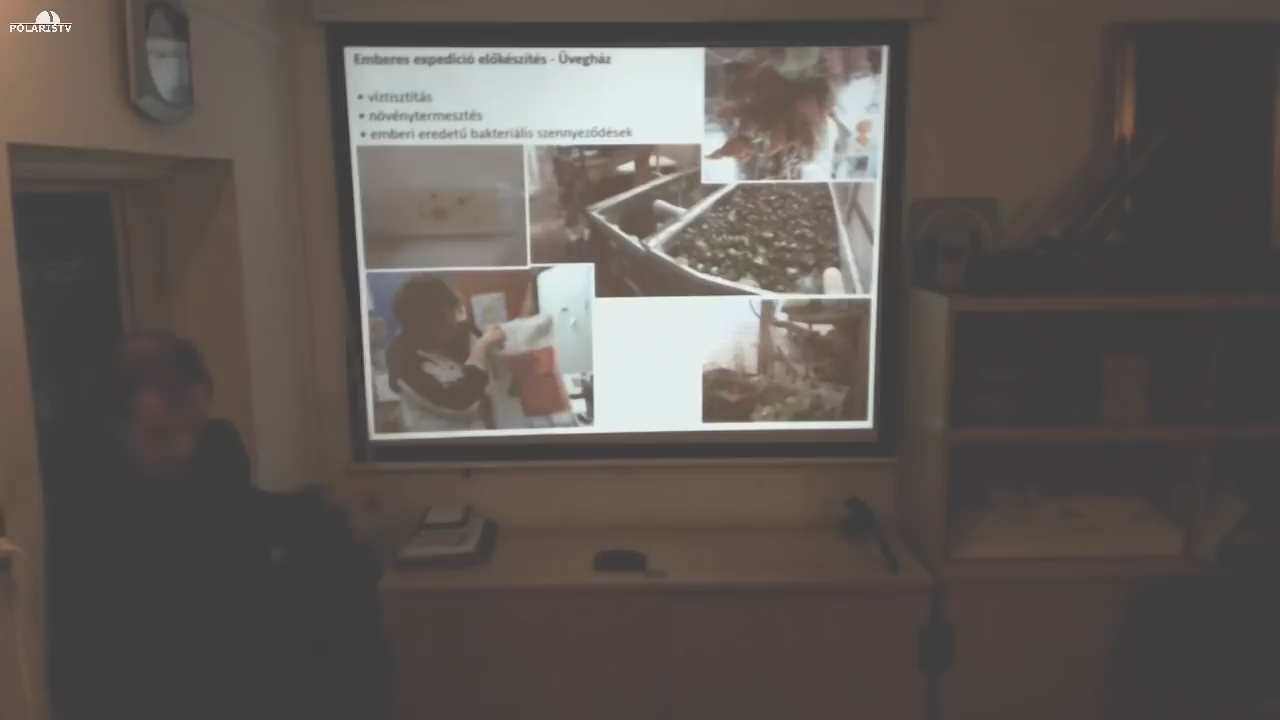 POLARISTV
Emberes expedíció előkészítés - Üvegház
• víztisztítás
• növénytermesztés
• emberi eredetű bakteriális szennyeződések